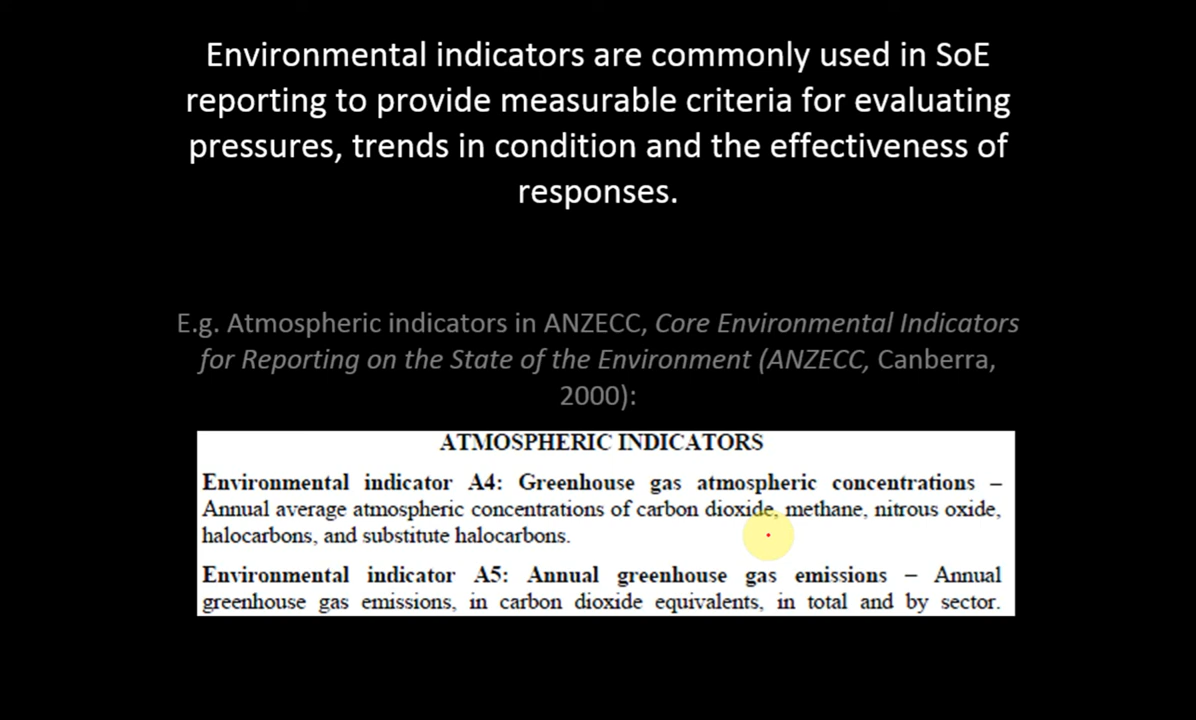 Environmental indicators are commonly used in SoE
reporting to provide measurable criteria for evaluating
pressures, trends in condition and the effectiveness of
responses.
E.g. Atmospheric indicators in ANZECC, Core Environmental Indicators
for Reporting on the State of the Environment (ANZECC, Canberra,
2000):
ATMOSPHERIC INDICATORS
Environmental indicator A4: Greenhouse gas atmospheric concentrations –
Annual average atmospheric concentrations of carbon dioxide, methane, nitrous oxide,
halocarbons, and substitute halocarbons.
Environmental indicator A5: Annual greenhouse gas emissions – Annual
greenhouse gas emissions, in carbon dioxide equivalents, in total and by sector.